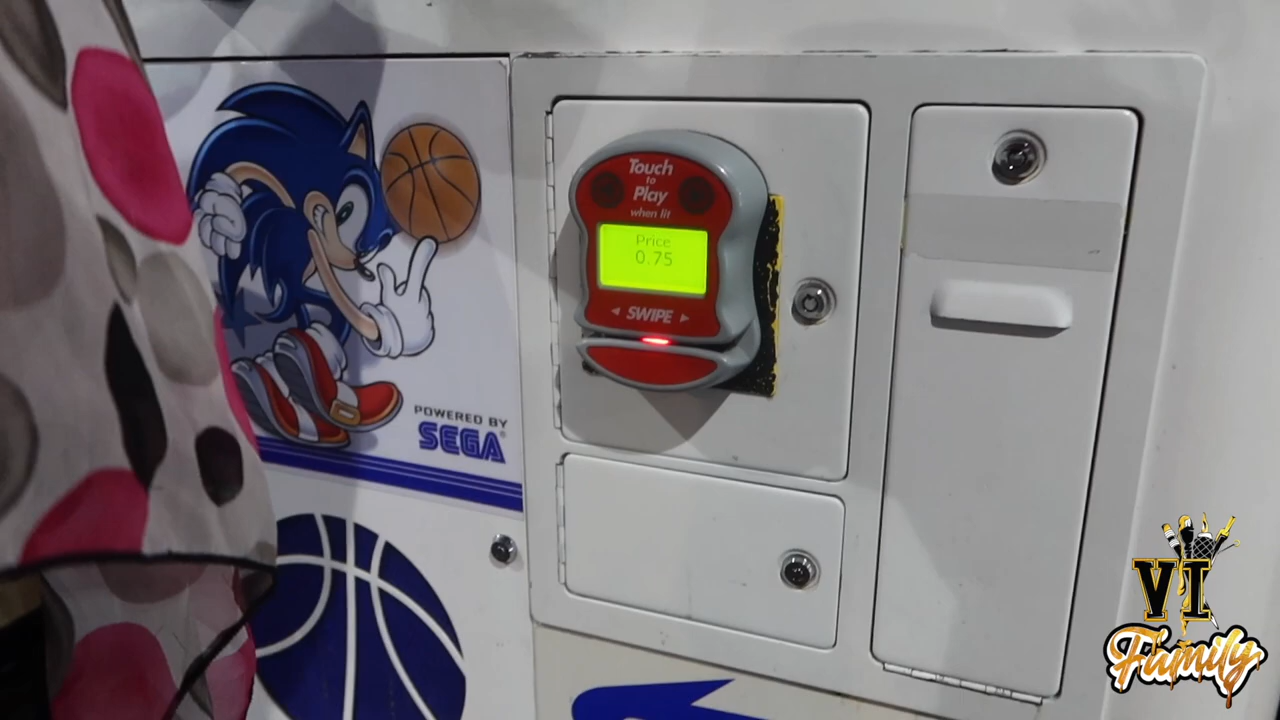 Touch
to
Play
when lit
Price
0.75
SWIPE
POWERED BY
SEGA
VI
Family